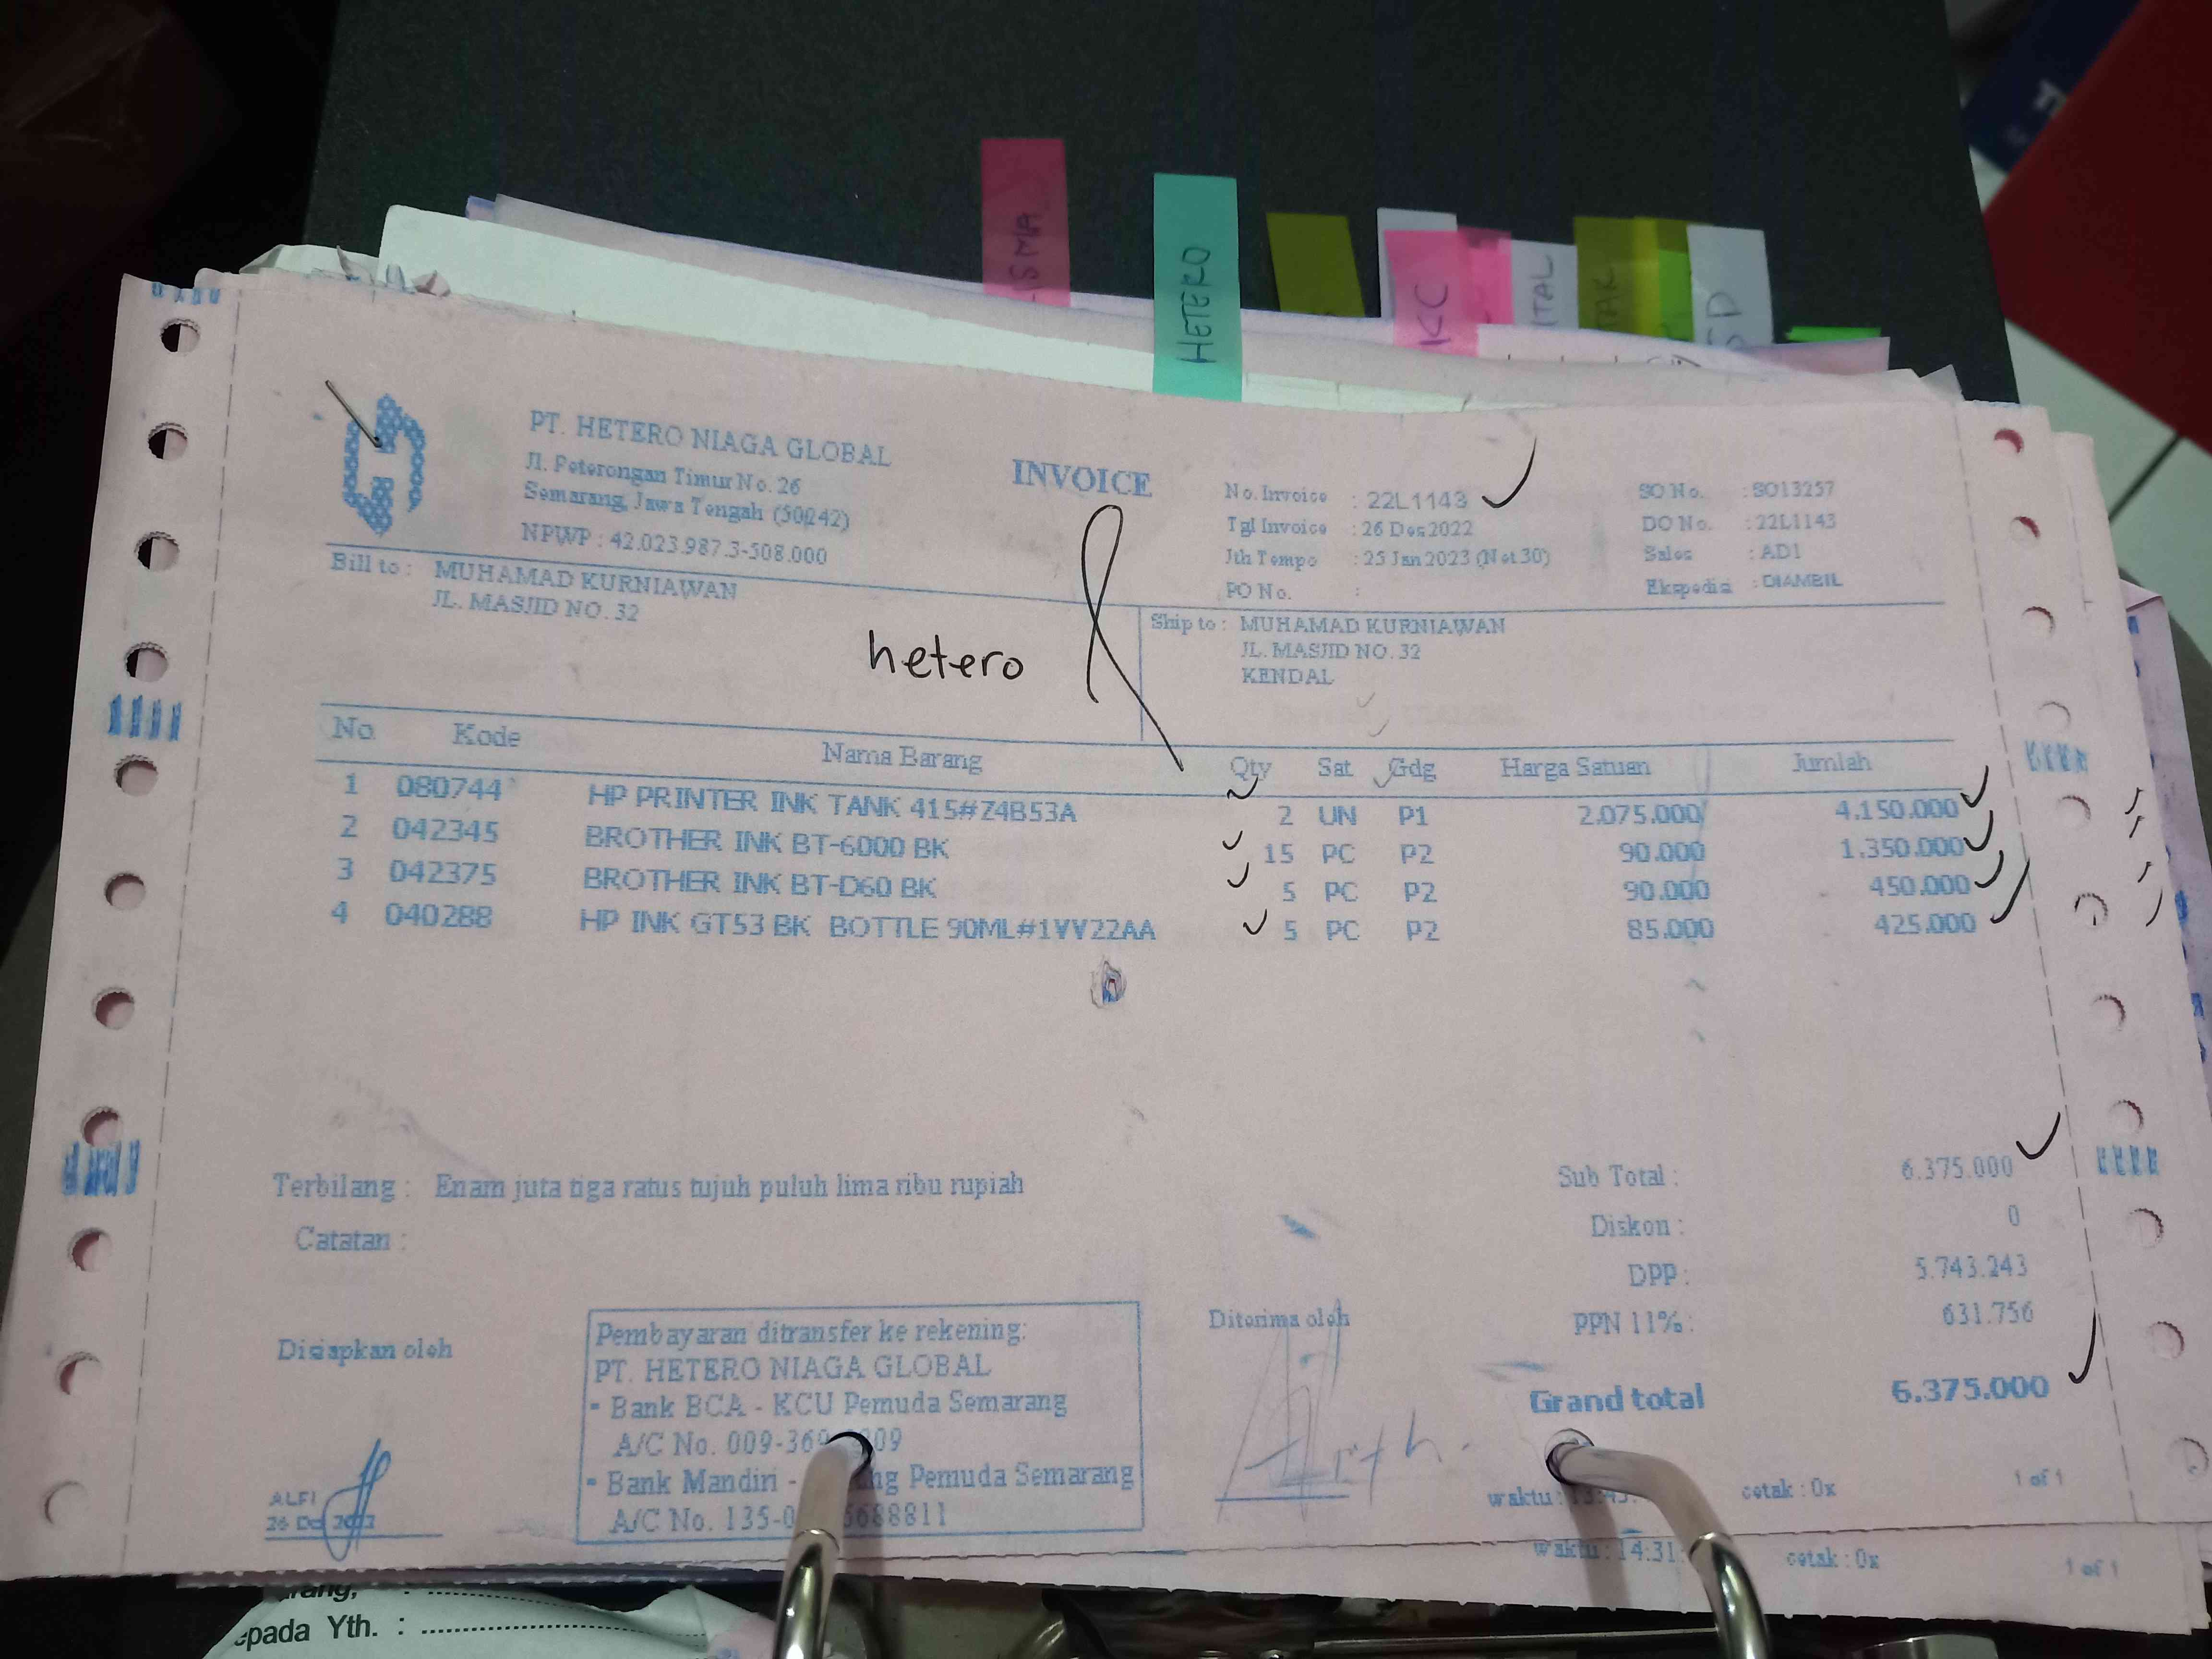 HETERO
KCC
PT. HETERO NIAGA GLOBAL
Jl. Peterongan Timur No. 26
Semarang, Jawa Tengah (50242)
NPWP : 42.023.987.3-508.000
INVOICE
No. Invoice : 22L1143
Tgl Invoice : 26 Des 2022
Jth Tempo : 25 Jan 2023 (Net 30)
PO No. :
SO No. : SO13257
DO No. : 22L1143
Sales : AD1
Ekspedisi : DIAMBIL
Bill to : MUHAMAD KURNIAWAN
JL. MASJID NO. 32
hetero
Ship to : MUHAMAD KURNIAWAN
JL. MASJID NO. 32
KENDAL
No Kode Nama Barang Qty Sat Gdg Harga Satuan Jumlah
1 080744 HP PRINTER INK TANK 415#Z4B53A 2 UN P1 2.075.000 4.150.000
2 042345 BROTHER INK BT-6000 BK 15 PC P2 90.000 1.350.000
3 042375 BROTHER INK BT-D60 BK 5 PC P2 90.000 450.000
4 040288 HP INK GT53 BK BOTTLE 90ML#1VV22AA 5 PC P2 85.000 425.000
Terbilang : Enam juta tiga ratus tujuh puluh lima ribu rupiah
Catatan :
Sub Total : 6.375.000
Diskon : 0
DPP : 5.743.243
PPN 11% : 631.756
Grand total 6.375.000
Disiapkan oleh
ALFI
Pembayaran ditransfer ke rekening:
PT. HETERO NIAGA GLOBAL
- Bank BCA - KCU Pemuda Semarang
A/C No. 009-369
- Bank Mandiri - Pemuda Semarang
A/C No.
Diterima oleh
waktu : cetak : 0x 1 of 1
waktu : 14:31 cetak : 0x 1 of 1
Yth. :